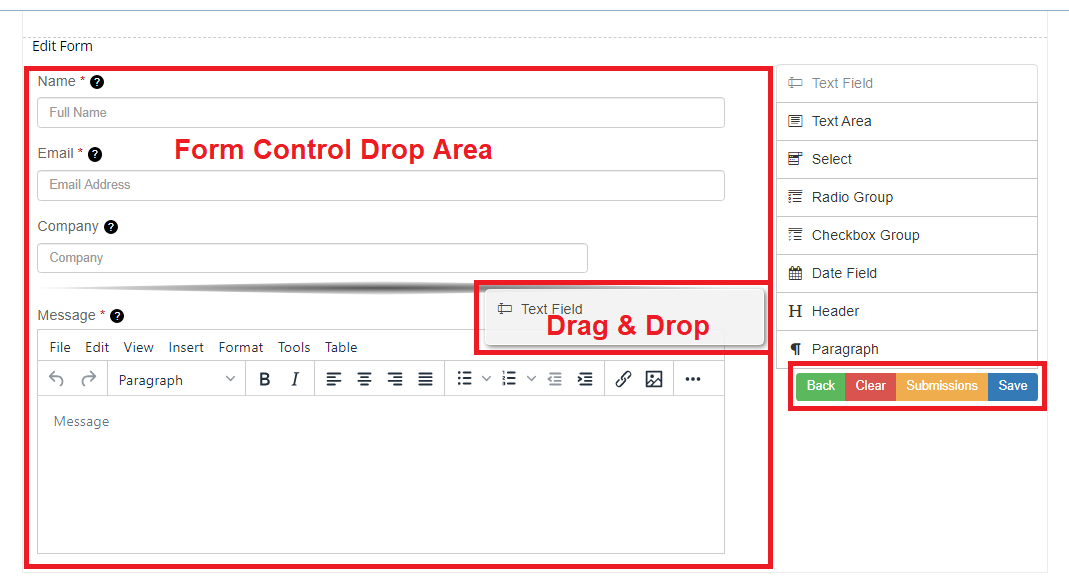 Edit Form
Name * ?
Full Name
Form Control Drop Area
Email * ?
Email Address
Company ?
Company
Text Field
Drag & Drop
Message * ?
File Edit View Insert Format Tools Table
Paragraph B I
Message
Text Field
Text Area
Select
Radio Group
Checkbox Group
Date Field
H Header
¶ Paragraph
Back Clear Submissions Save